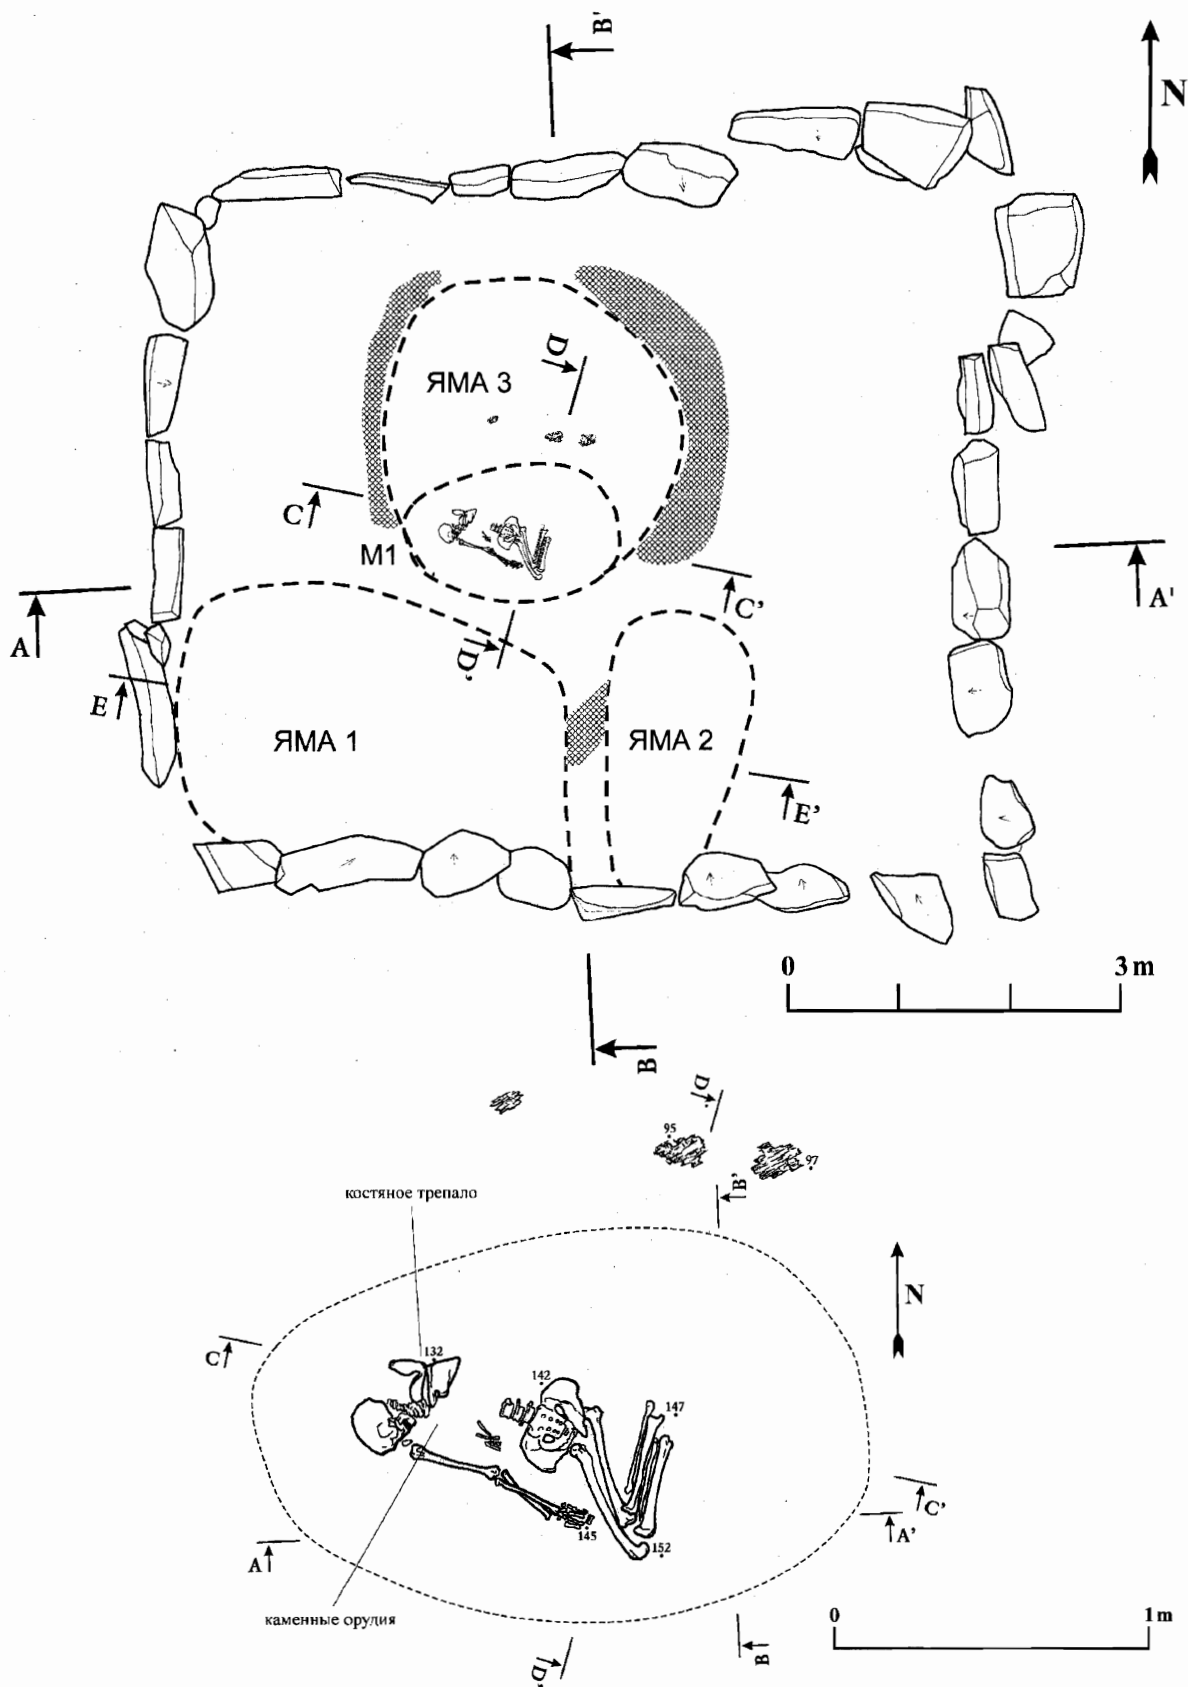 B'
N
ЯМА 3
D
C
М1
C'
A
A'
D'
E
ЯМА 1
ЯМА 2
E'
0 3 m
B
D'
95
97
B'
костяное трепало
N
C
132
142
147
C'
A'
145
152
A
каменные орудия
0 1 m
B
D'